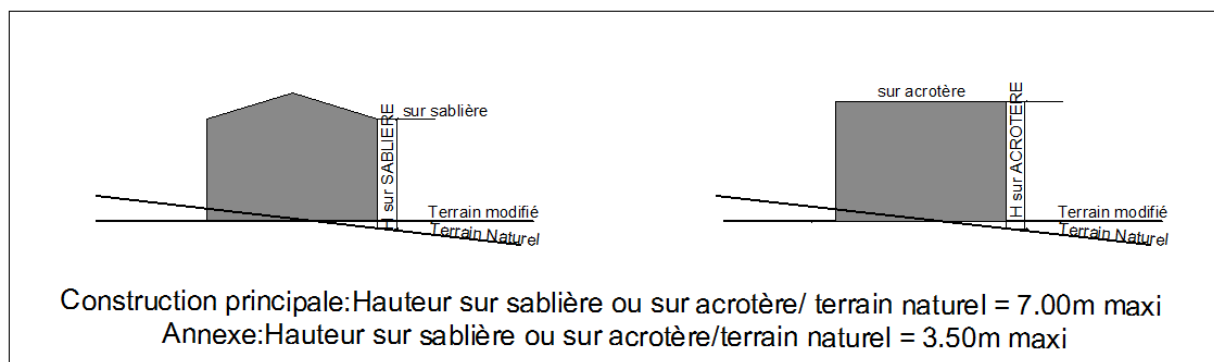 sur sablière
H sur SABLIERE
Terrain modifié
Terrain Naturel
sur acrotère
H sur ACROTERE
Terrain modifié
Terrain Naturel
Construction principale:Hauteur sur sablière ou sur acrotère/ terrain naturel = 7.00m maxi
Annexe:Hauteur sur sablière ou sur acrotère/terrain naturel = 3.50m maxi